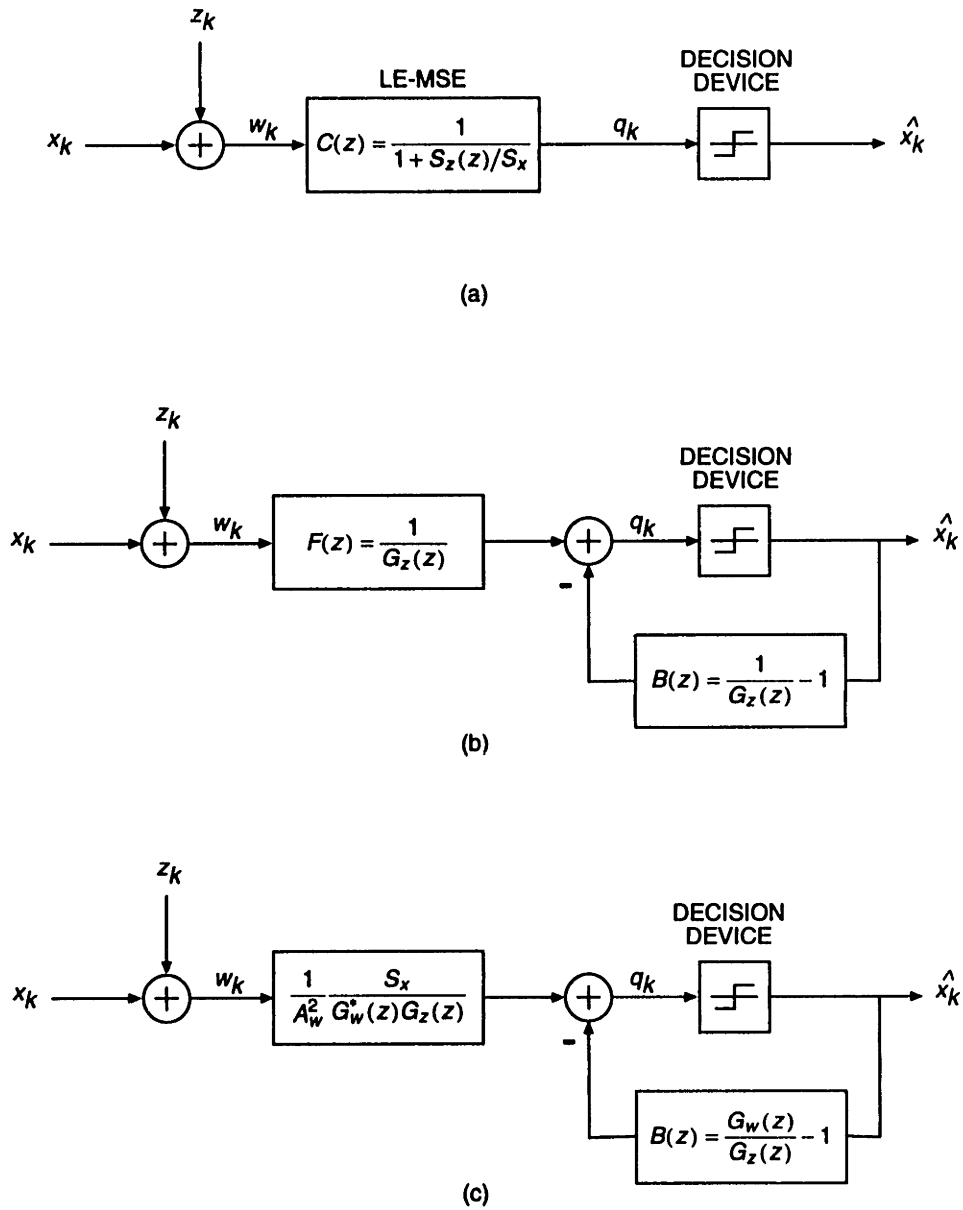 z_k
LE-MSE
DECISION
DEVICE
x_k
+
w_k
C(z) = 1 / (1 + S_z(z)/S_x)
q_k
x̂_k
(a)
z_k
DECISION
DEVICE
x_k
+
w_k
F(z) = 1 / G_z(z)
+
q_k
x̂_k
-
B(z) = 1 / G_z(z) - 1
(b)
z_k
DECISION
DEVICE
x_k
+
w_k
1 / A_w^2 S_x / (G_w^*(z)G_z(z))
+
q_k
x̂_k
-
B(z) = G_w(z) / G_z(z) - 1
(c)